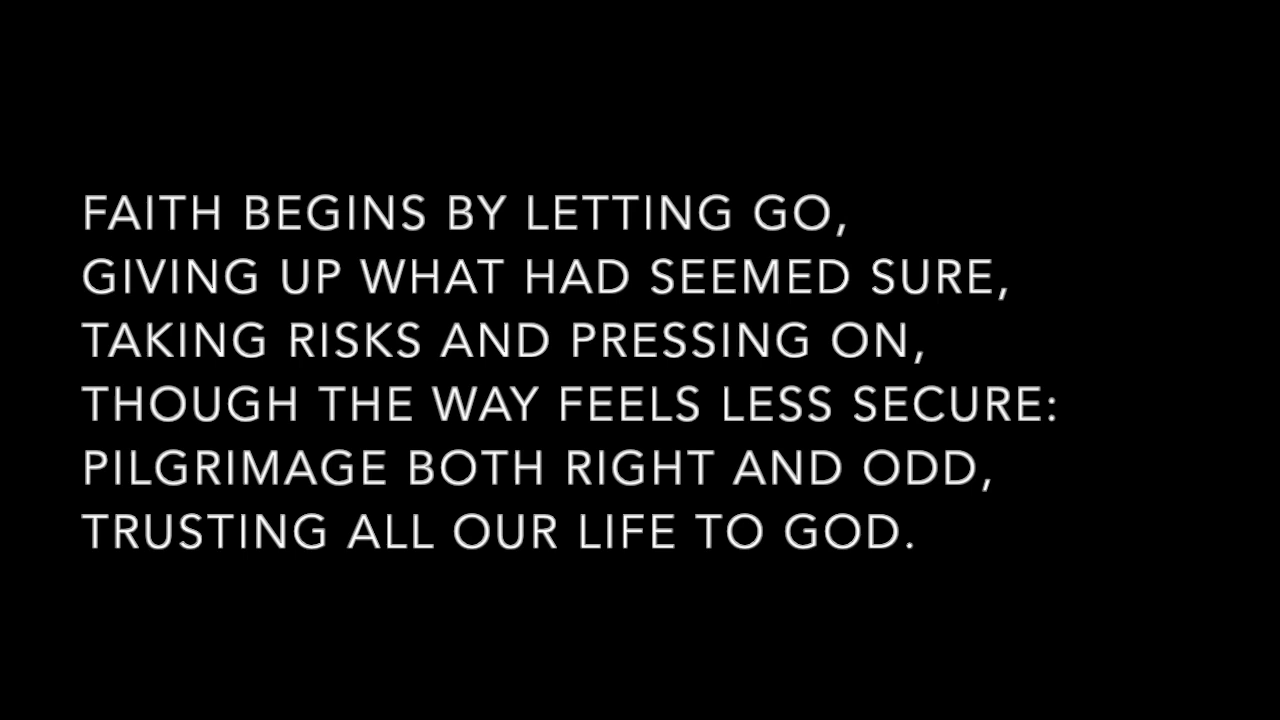 FAITH BEGINS BY LETTING GO,
GIVING UP WHAT HAD SEEMED SURE,
TAKING RISKS AND PRESSING ON,
THOUGH THE WAY FEELS LESS SECURE:
PILGRIMAGE BOTH RIGHT AND ODD,
TRUSTING ALL OUR LIFE TO GOD.